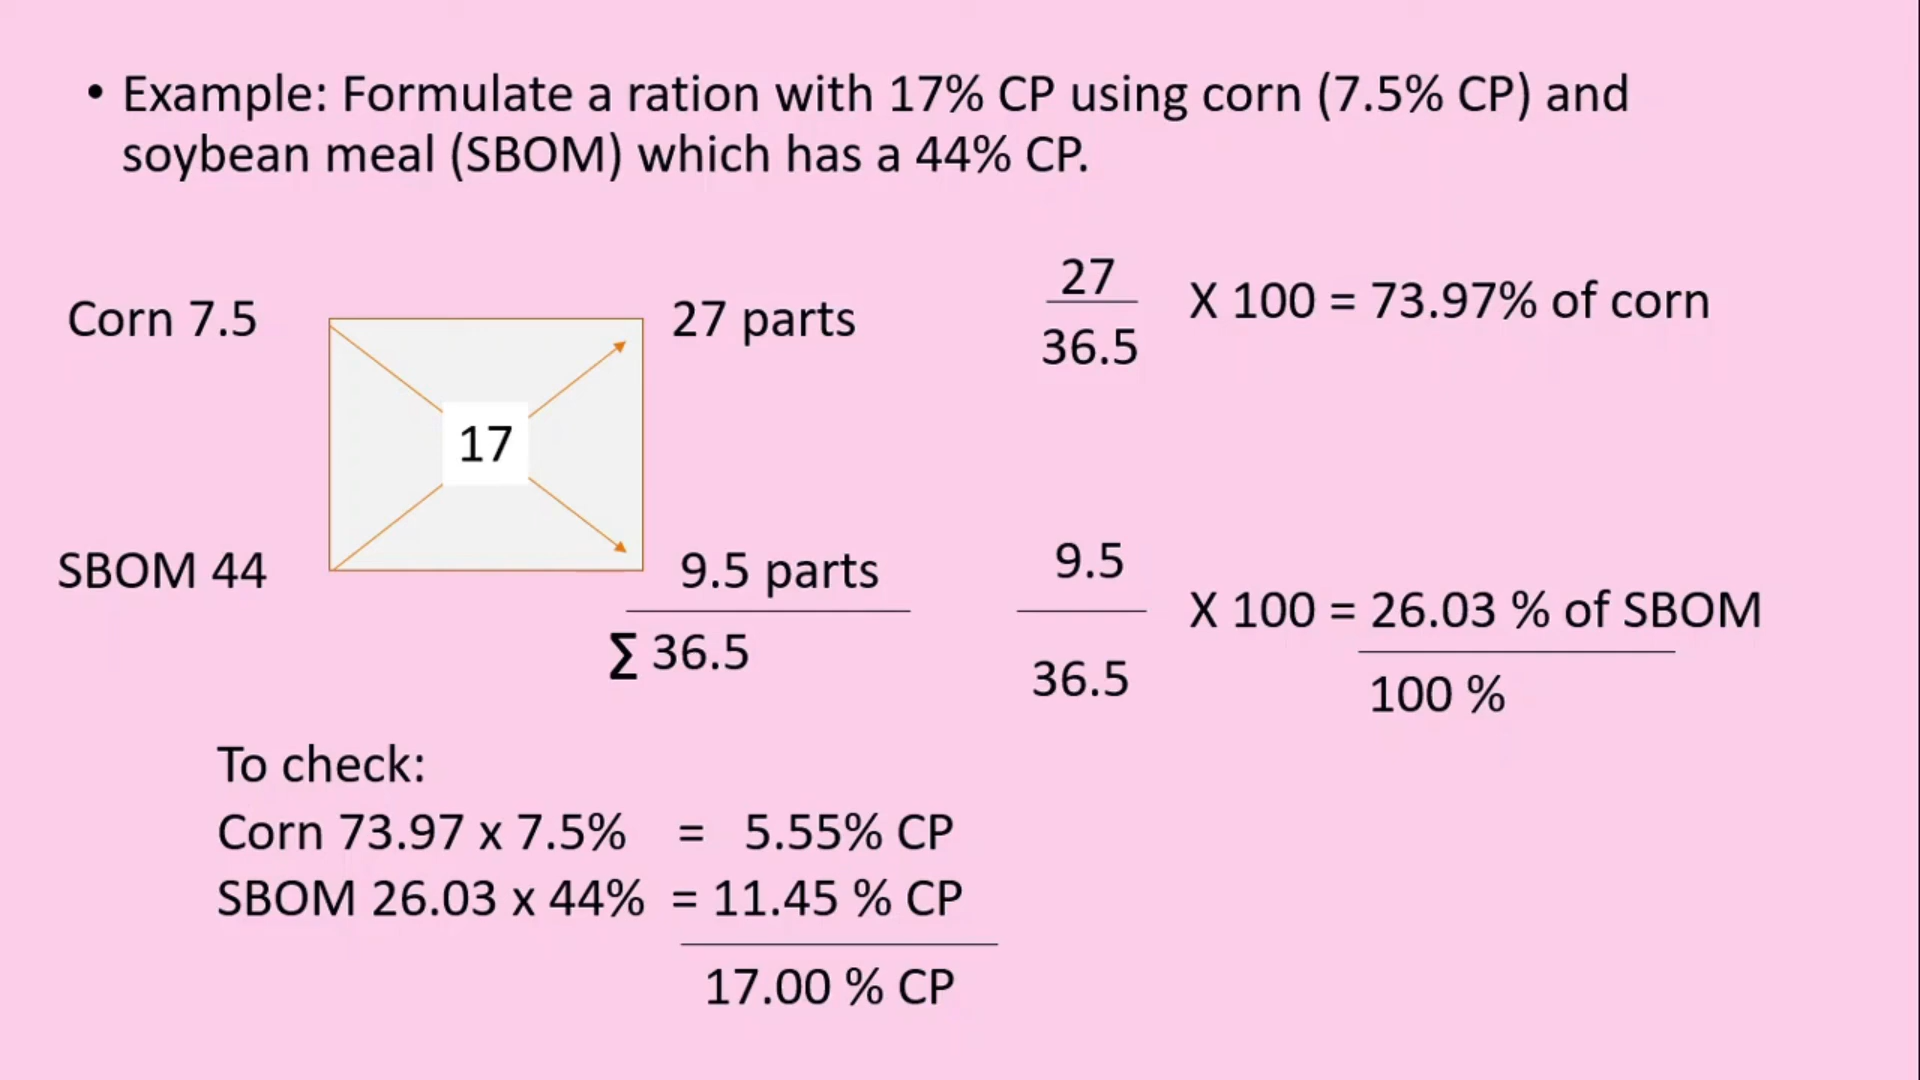 • Example: Formulate a ration with 17% CP using corn (7.5% CP) and
soybean meal (SBOM) which has a 44% CP.
Corn 7.5
17
SBOM 44
27 parts
9.5 parts
∑ 36.5
27
36.5
X 100 = 73.97% of corn
9.5
36.5
X 100 = 26.03 % of SBOM
100 %
To check:
Corn 73.97 x 7.5% = 5.55% CP
SBOM 26.03 x 44% = 11.45 % CP
17.00 % CP